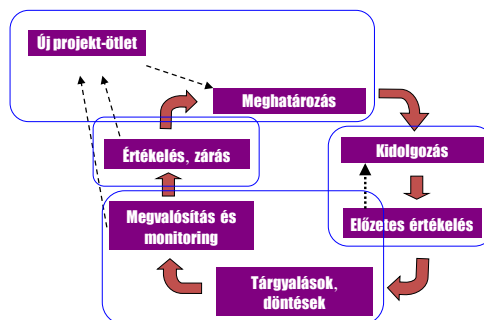 Új projekt-ötlet
Meghatározás
Értékelés, zárás
Kidolgozás
Megvalósítás és
monitoring
Előzetes értékelés
Tárgyalások,
döntések